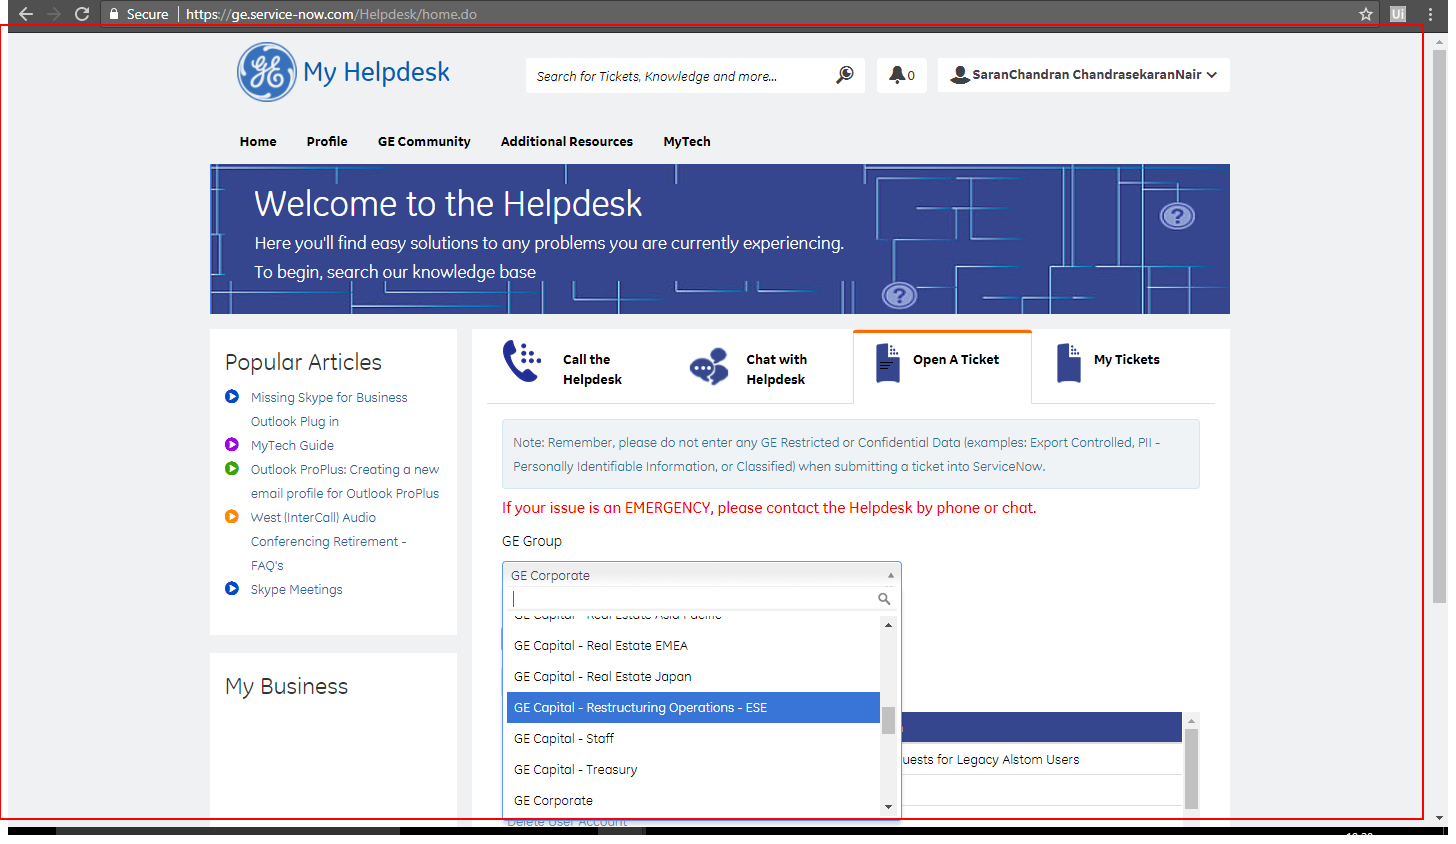 Secure https://ge.service-now.com/Helpdesk/home.do
Ui
My Helpdesk
Search for Tickets, Knowledge and more...
0
SaranChandran ChandrasekaranNair
Home Profile GE Community Additional Resources MyTech
Welcome to the Helpdesk
Here you'll find easy solutions to any problems you are currently experiencing.
To begin, search our knowledge base
Popular Articles
Missing Skype for Business
Outlook Plug in
MyTech Guide
Outlook ProPlus: Creating a new
email profile for Outlook ProPlus
West (InterCall) Audio
Conferencing Retirement -
FAQ's
Skype Meetings
My Business
Call the
Helpdesk
Chat with
Helpdesk
Open A Ticket
My Tickets
Note: Remember, please do not enter any GE Restricted or Confidential Data (examples: Export Controlled, PII -
Personally Identifiable Information, or Classified) when submitting a ticket into ServiceNow.
If your issue is an EMERGENCY, please contact the Helpdesk by phone or chat.
GE Group
GE Corporate
GE Capital - Real Estate Asia Pacific
GE Capital - Real Estate EMEA
GE Capital - Real Estate Japan
GE Capital - Restructuring Operations - ESE
GE Capital - Staff
GE Capital - Treasury
GE Corporate
uests for Legacy Alstom Users
Delete User Account